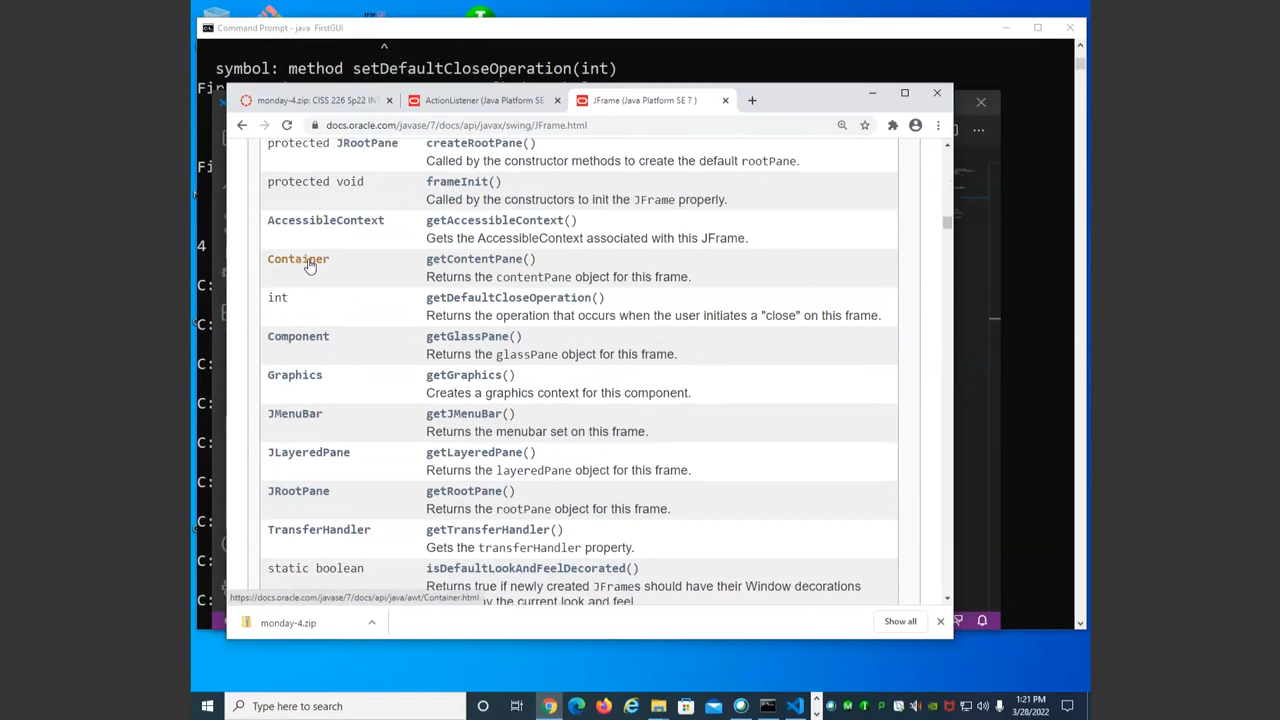 Command Prompt - java FirstGUI
^
symbol: method setDefaultCloseOperation(int)
monday-4.zip: CISS 226 Sp22 INT
ActionListener (Java Platform SE
JFrame (Java Platform SE 7 )
docs.oracle.com/javase/7/docs/api/javax/swing/JFrame.html
protected JRootPane createRootPane()
Called by the constructor methods to create the default rootPane.
protected void frameInit()
Called by the constructors to init the JFrame properly.
AccessibleContext getAccessibleContext()
Gets the AccessibleContext associated with this JFrame.
Container getContentPane()
Returns the contentPane object for this frame.
int getDefaultCloseOperation()
Returns the operation that occurs when the user initiates a "close" on this frame.
Component getGlassPane()
Returns the glassPane object for this frame.
Graphics getGraphics()
Creates a graphics context for this component.
JMenuBar getJMenuBar()
Returns the menubar set on this frame.
JLayeredPane getLayeredPane()
Returns the layeredPane object for this frame.
JRootPane getRootPane()
Returns the rootPane object for this frame.
TransferHandler getTransferHandler()
Gets the transferHandler property.
static boolean isDefaultLookAndFeelDecorated()
Returns true if newly created JFrames should have their Window decorations
by the current look and feel
https://docs.oracle.com/javase/7/docs/api/java/awt/Container.html
monday-4.zip
Show all
Type here to search
1:21 PM
3/28/2022